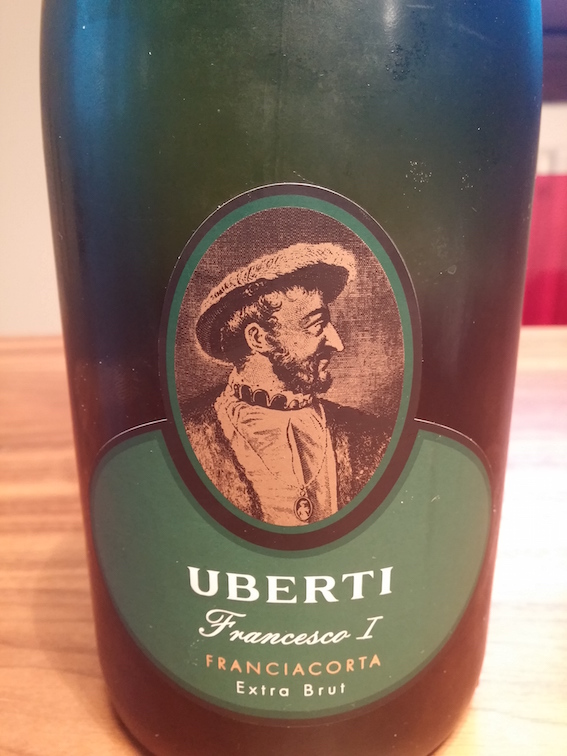 UBERTI
Francesco I
FRANCIACORTA
Extra Brut